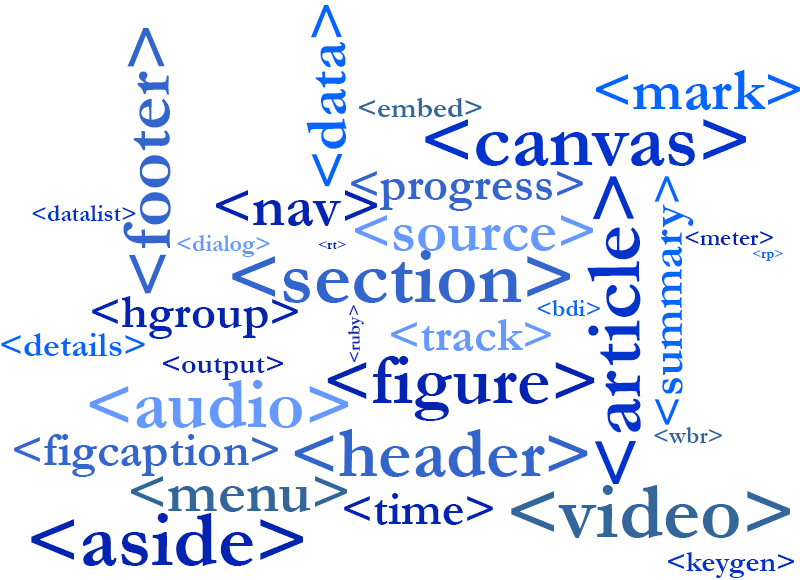 <footer>
<data>
<mark>
<embed>
<canvas>
<progress>
<nav>
<datalist>
<source>
<dialog>
<rt>
<article>
<summary>
<meter>
<rp>
<section>
<hgroup>
<bdi>
<ruby>
<track>
<details>
<output>
<figure>
<audio>
<wbr>
<figcaption>
<header>
<menu>
<time>
<video>
<aside>
<keygen>